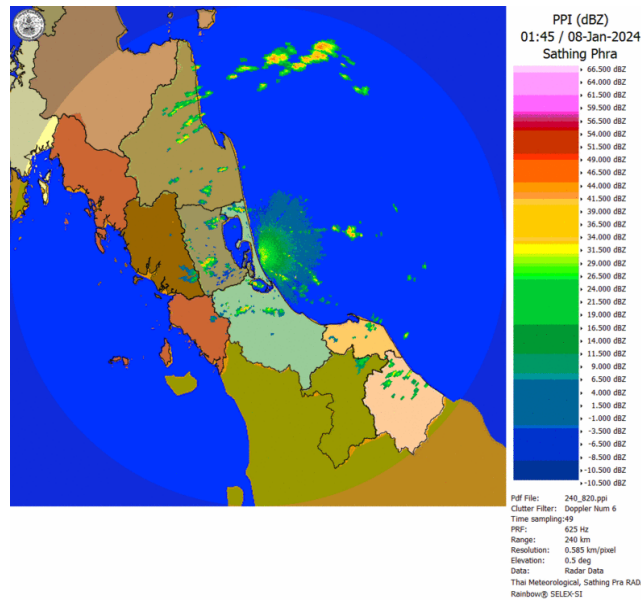 PPI (dBZ)
01:45 / 08-Jan-2024
Sathing Phra
66.500 dBZ
64.000 dBZ
61.500 dBZ
59.500 dBZ
56.500 dBZ
54.000 dBZ
51.500 dBZ
49.000 dBZ
46.500 dBZ
44.000 dBZ
41.500 dBZ
39.000 dBZ
36.500 dBZ
34.000 dBZ
31.500 dBZ
29.000 dBZ
26.500 dBZ
24.000 dBZ
21.500 dBZ
19.000 dBZ
16.500 dBZ
14.000 dBZ
11.500 dBZ
9.000 dBZ
6.500 dBZ
4.000 dBZ
1.500 dBZ
-1.000 dBZ
-3.500 dBZ
-6.500 dBZ
-8.500 dBZ
-10.500 dBZ
-10.500 dBZ
Pdf File: 240_820.ppi
Clutter Filter: Doppler Num 6
Time sampling:49
PRF: 625 Hz
Range: 240 km
Resolution: 0.585 km/pixel
Elevation: 0.5 deg
Data: Radar Data
Thai Meteorological, Sathing Pra RAD
Rainbow® SELEX-SI